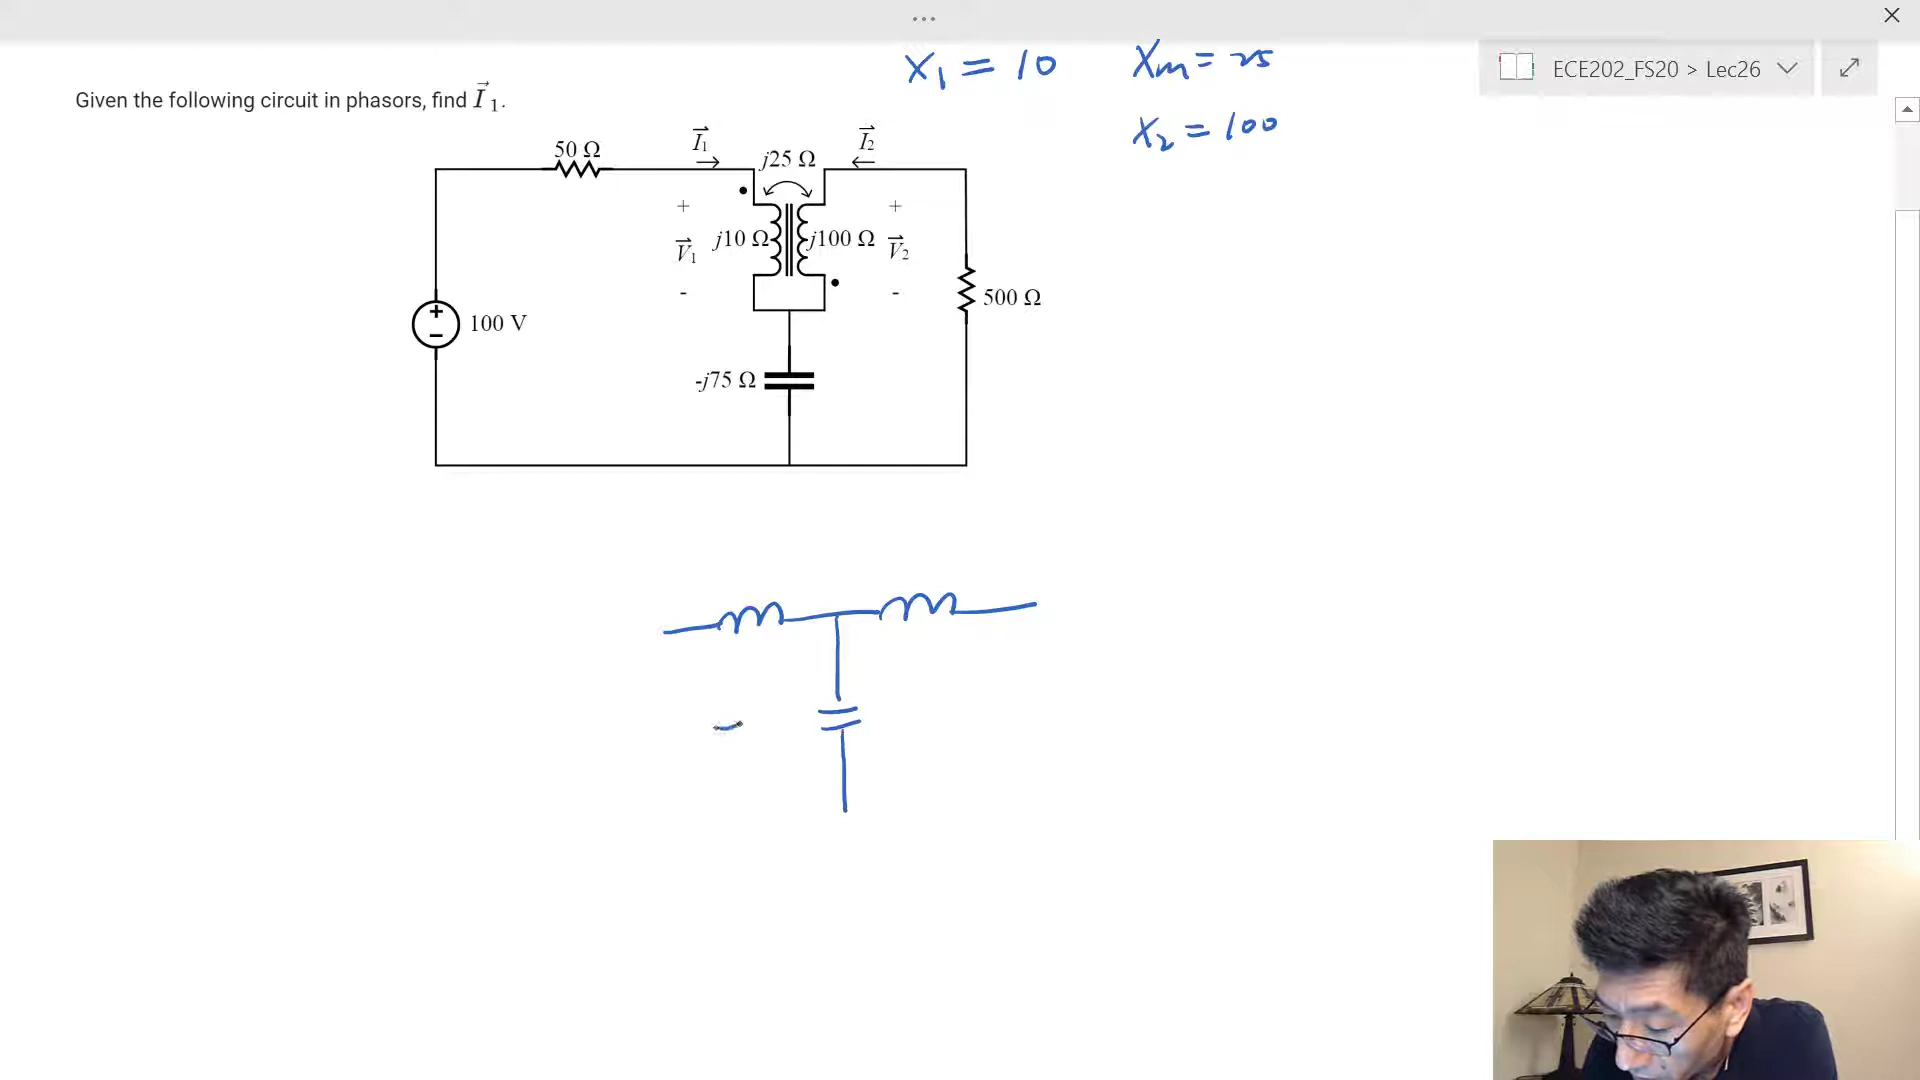 ...
X₁ = 10 Xm = 25
ECE202_FS20 > Lec26
Given the following circuit in phasors, find I⃗ 1.
X₂ = 100
50 Ω
I⃗1
j25 Ω
I⃗2
+
+
V⃗1
j10 Ω
j100 Ω
V⃗2
-
-
500 Ω
+
−
100 V
-j75 Ω
−